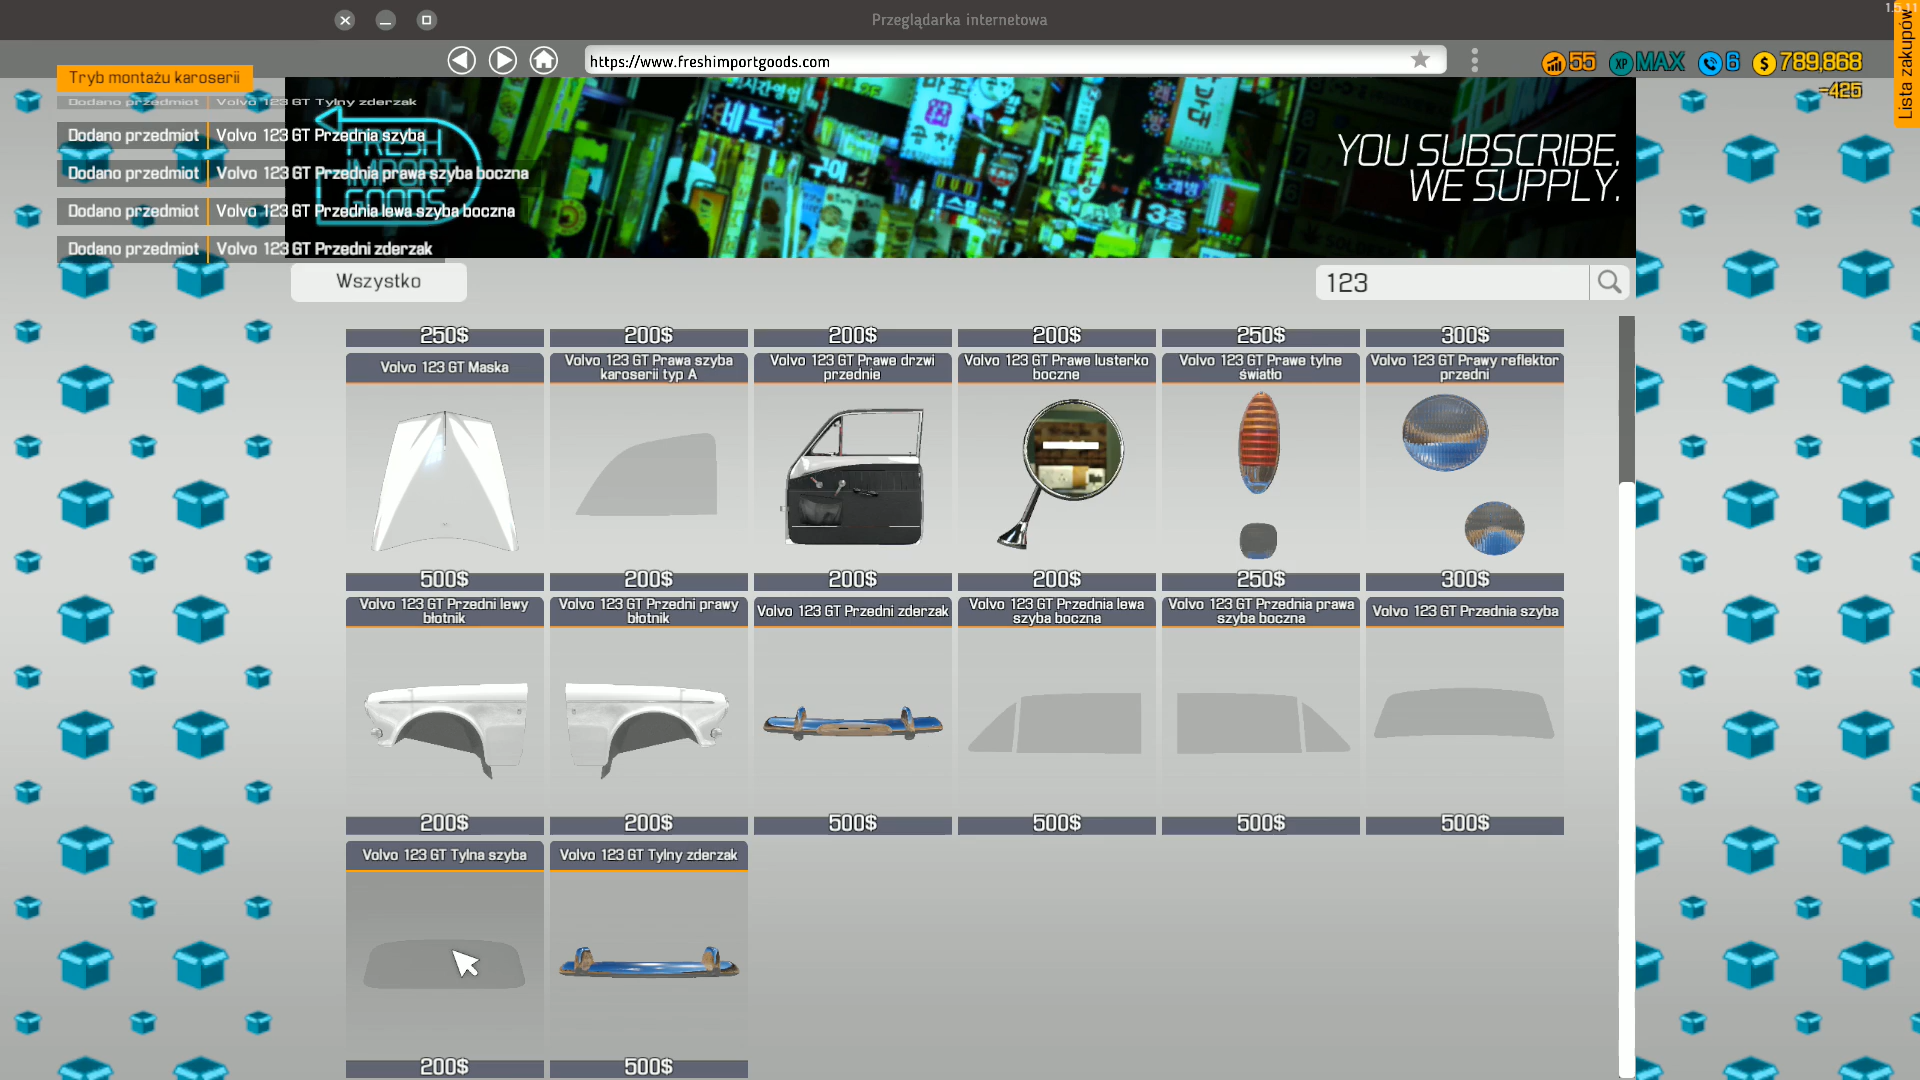 Przeglądarka internetowa
1.5.11
https://www.freshimportgoods.com
55
XP MAX
6
$ 789,868
-425
Lista zakupów
Tryb montażu karoserii
Dodano przedmiot Volvo 123 GT Tylny zderzak
Dodano przedmiot Volvo 123 GT Przednia szyba
Dodano przedmiot Volvo 123 GT Przednia prawa szyba boczna
Dodano przedmiot Volvo 123 GT Przednia lewa szyba boczna
Dodano przedmiot Volvo 123 GT Przedni zderzak
FRESH
IMPORT
GOODS
YOU SUBSCRIBE.
WE SUPPLY.
Wszystko
123
250$
200$
200$
200$
250$
300$
Volvo 123 GT Maska
Volvo 123 GT Prawa szyba
karoserii typ A
Volvo 123 GT Prawe drzwi
przednie
Volvo 123 GT Prawe lusterko
boczne
Volvo 123 GT Prawe tylne
światło
Volvo 123 GT Prawy reflektor
przedni
500$
200$
200$
200$
250$
300$
Volvo 123 GT Przedni lewy
błotnik
Volvo 123 GT Przedni prawy
błotnik
Volvo 123 GT Przedni zderzak
Volvo 123 GT Przednia lewa
szyba boczna
Volvo 123 GT Przednia prawa
szyba boczna
Volvo 123 GT Przednia szyba
200$
200$
500$
500$
500$
500$
Volvo 123 GT Tylna szyba
Volvo 123 GT Tylny zderzak
200$
500$